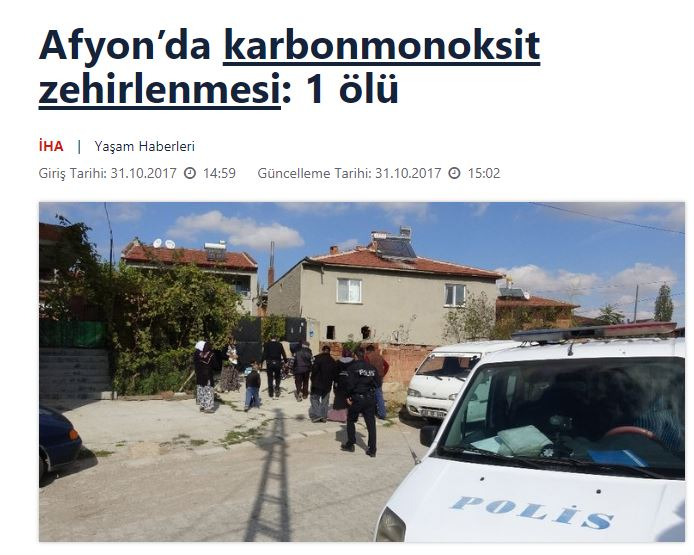 Afyon’da karbonmonoksit
zehirlenmesi: 1 ölü
İHA | Yaşam Haberleri
Giriş Tarihi: 31.10.2017 14:59 Güncelleme Tarihi: 31.10.2017 15:02
POLİS
POLİS